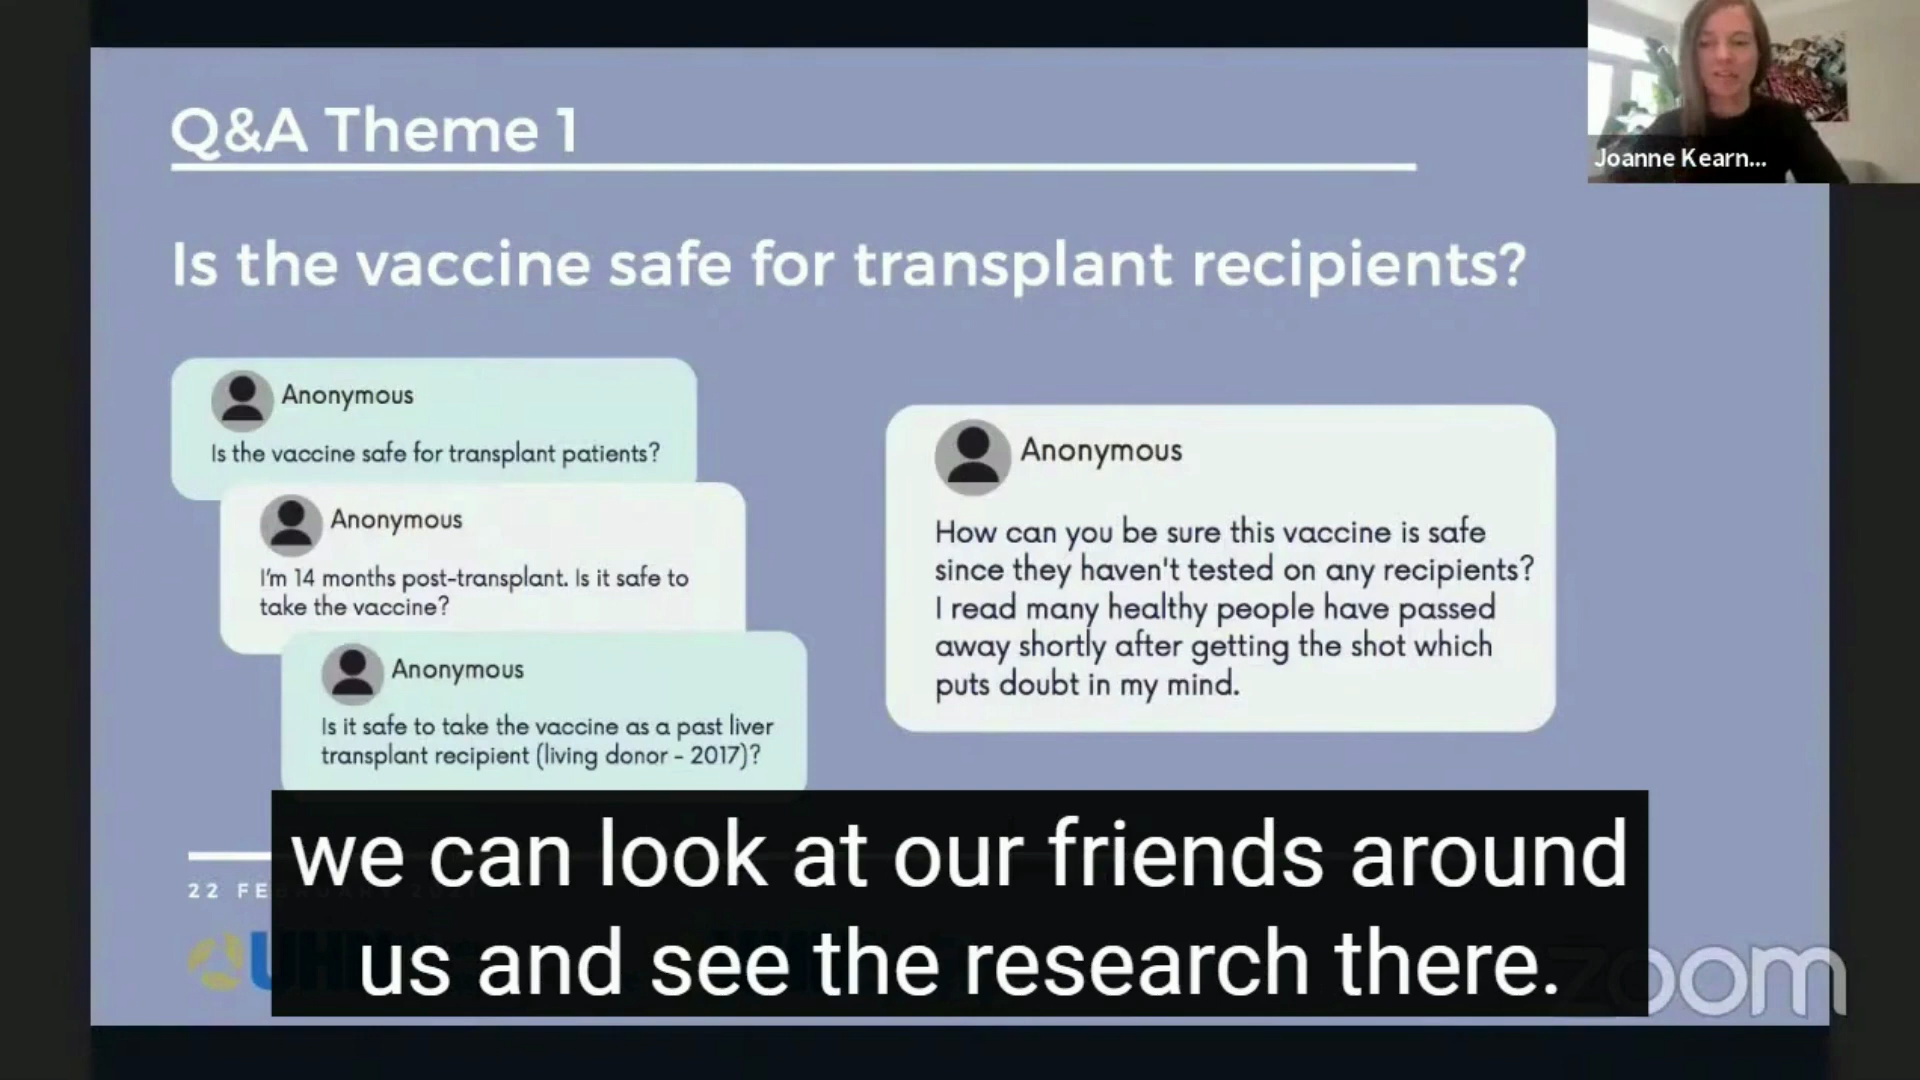 Q&A Theme 1
Joanne Kearn...
Is the vaccine safe for transplant recipients?
Anonymous
Is the vaccine safe for transplant patients?
Anonymous
I'm 14 months post-transplant. Is it safe to
take the vaccine?
Anonymous
Is it safe to take the vaccine as a past liver
transplant recipient (living donor - 2017)?
Anonymous
How can you be sure this vaccine is safe
since they haven't tested on any recipients?
I read many healthy people have passed
away shortly after getting the shot which
puts doubt in my mind.
we can look at our friends around
us and see the research there.
22
UHN
zoom